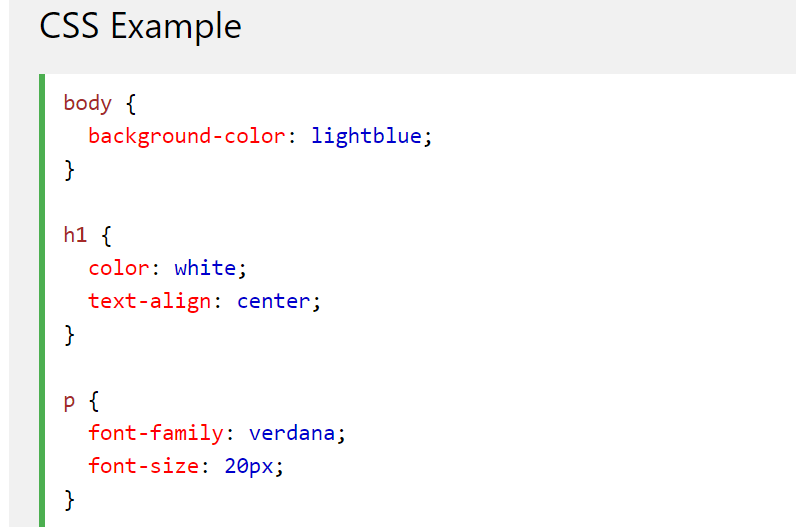 CSS Example
body {
  background-color: lightblue;
}
h1 {
  color: white;
  text-align: center;
}
p {
  font-family: verdana;
  font-size: 20px;
}